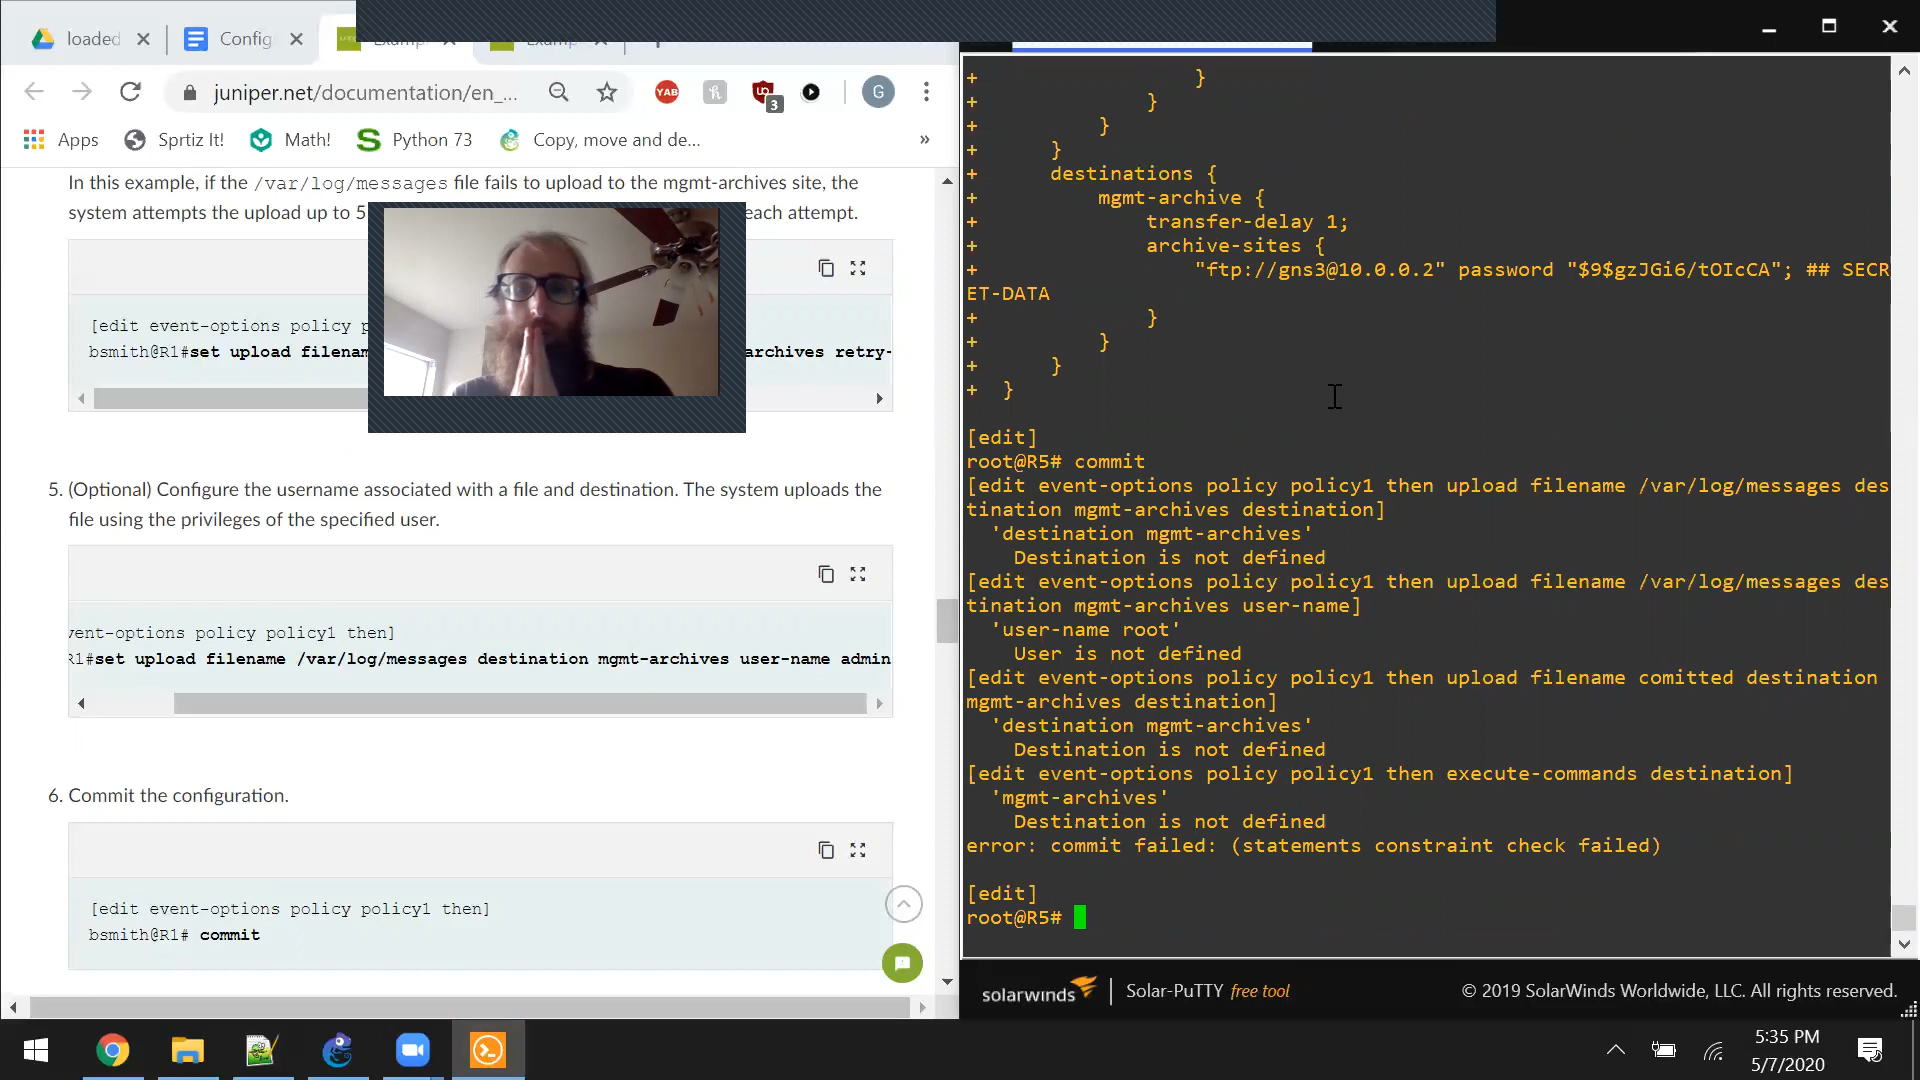 loaded
Config
Examp
Examp
juniper.net/documentation/en_...
YAB
3
G
Apps
Sprtiz It!
Math!
Python 73
Copy, move and de...
»
In this example, if the /var/log/messages file fails to upload to the mgmt-archives site, the
system attempts the upload up to 5 each attempt.
[edit event-options policy p
bsmith@R1#set upload filenam archives retry-
5. (Optional) Configure the username associated with a file and destination. The system uploads the
file using the privileges of the specified user.
vent-options policy policy1 then]
R1#set upload filename /var/log/messages destination mgmt-archives user-name admin
6. Commit the configuration.
[edit event-options policy policy1 then]
bsmith@R1# commit
+ }
+ }
+ }
+ }
+ destinations {
+ mgmt-archive {
+ transfer-delay 1;
+ archive-sites {
+ "ftp://gns3@10.0.0.2" password "$9$gzJGi6/tOIcCA"; ## SECR
ET-DATA
+ }
+ }
+ }
+ }
[edit]
root@R5# commit
[edit event-options policy policy1 then upload filename /var/log/messages des
tination mgmt-archives destination]
'destination mgmt-archives'
Destination is not defined
[edit event-options policy policy1 then upload filename /var/log/messages des
tination mgmt-archives user-name]
'user-name root'
User is not defined
[edit event-options policy policy1 then upload filename comitted destination
mgmt-archives destination]
'destination mgmt-archives'
Destination is not defined
[edit event-options policy policy1 then execute-commands destination]
'mgmt-archives'
Destination is not defined
error: commit failed: (statements constraint check failed)
[edit]
root@R5#
solarwinds | Solar-PuTTY free tool
© 2019 SolarWinds Worldwide, LLC. All rights reserved.
5:35 PM
5/7/2020